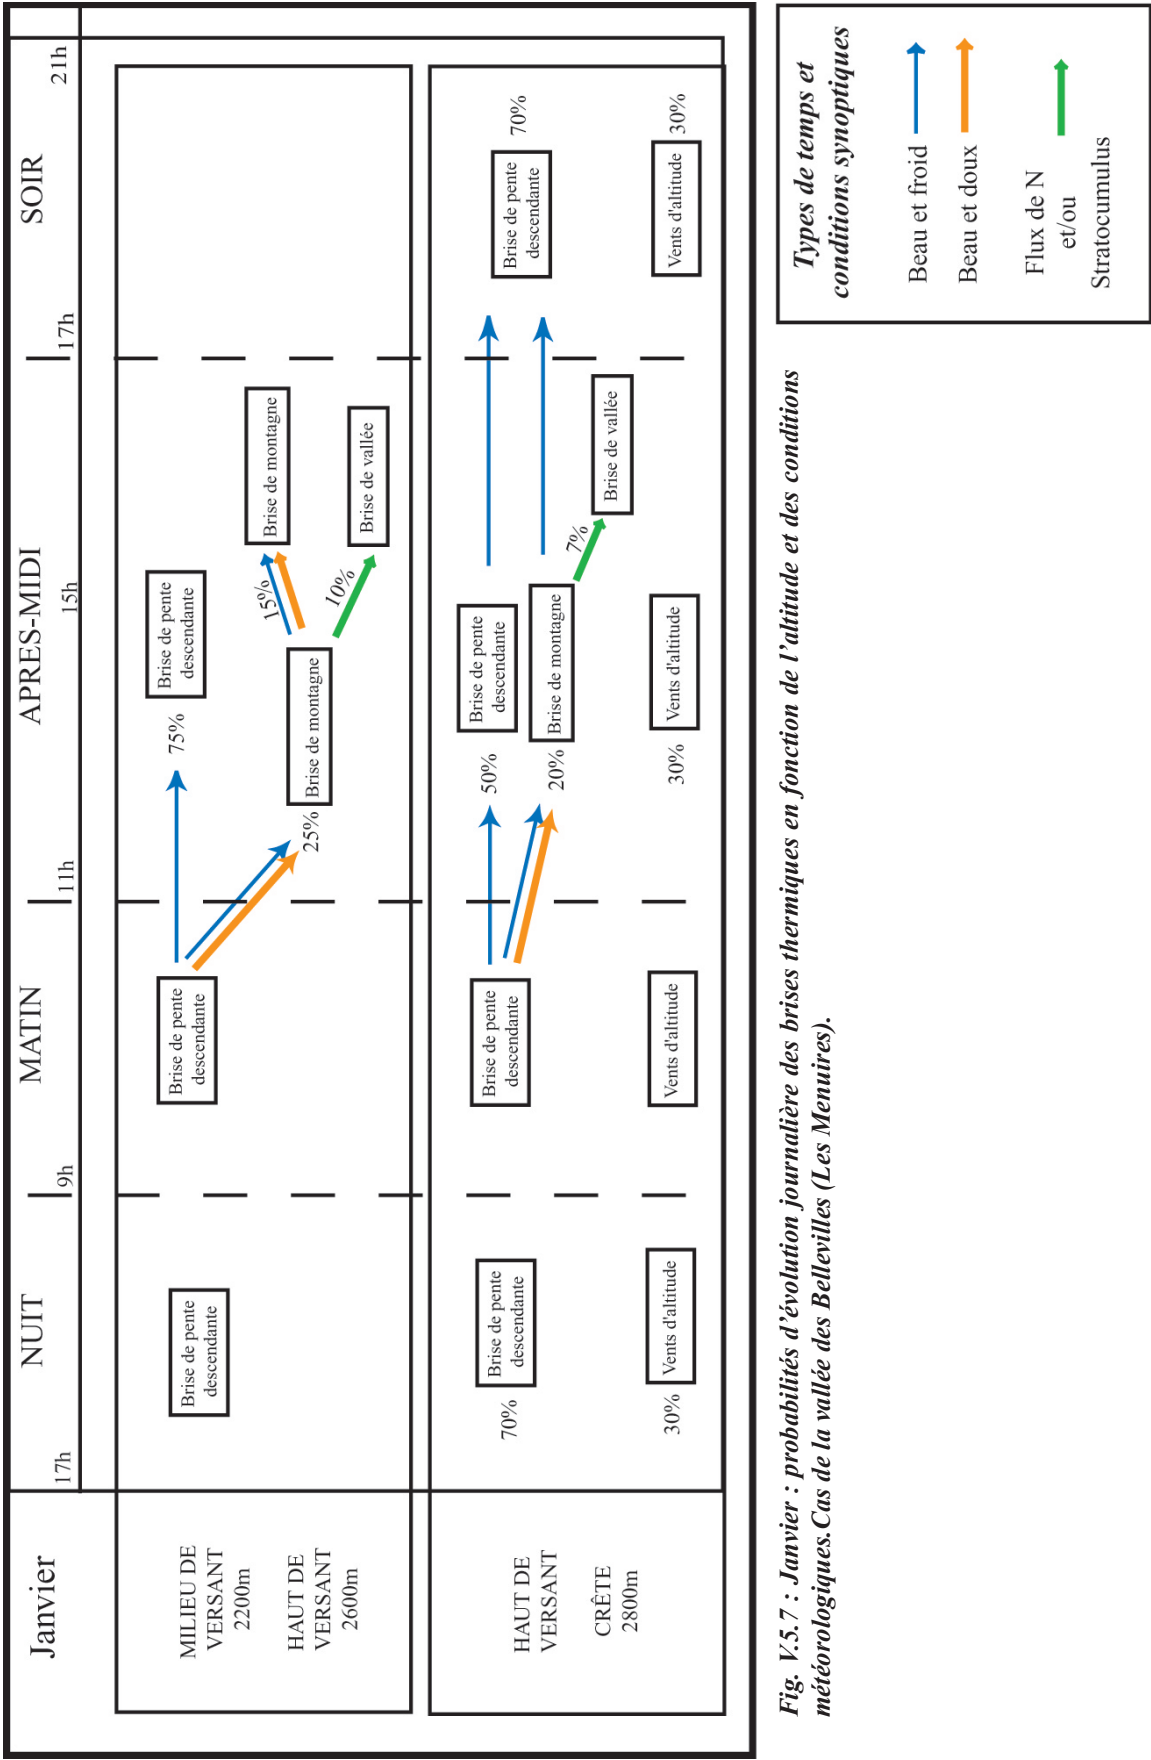 Janvier
NUIT
MATIN
APRES-MIDI
SOIR
17h
9h
11h
15h
17h
21h
MILIEU DE
VERSANT
2200m
HAUT DE
VERSANT
2600m
Brise de pente
descendante
Brise de pente
descendante
75%
Brise de pente
descendante
25%
Brise de montagne
15%
Brise de montagne
10%
Brise de vallée
HAUT DE
VERSANT
CRÊTE
2800m
70%
Brise de pente
descendante
30%
Vents d'altitude
Brise de pente
descendante
Vents d'altitude
50%
Brise de pente
descendante
20%
Brise de montagne
7%
Brise de vallée
30%
Vents d'altitude
Brise de pente
descendante
70%
Vents d'altitude
30%
Fig. V.5.7 : Janvier : probabilités d'évolution journalière des brises thermiques en fonction de l'altitude et des conditions
météorologiques.Cas de la vallée des Bellevilles (Les Menuires).
Types de temps et
conditions synoptiques
Beau et froid
Beau et doux
Flux de N
et/ou
Stratocumulus